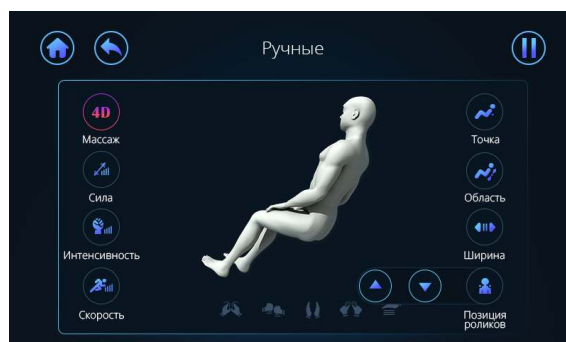 Ручные
4D
Массаж
Сила
Интенсивность
Скорость
Точка
Область
Ширина
Позиция
роликов